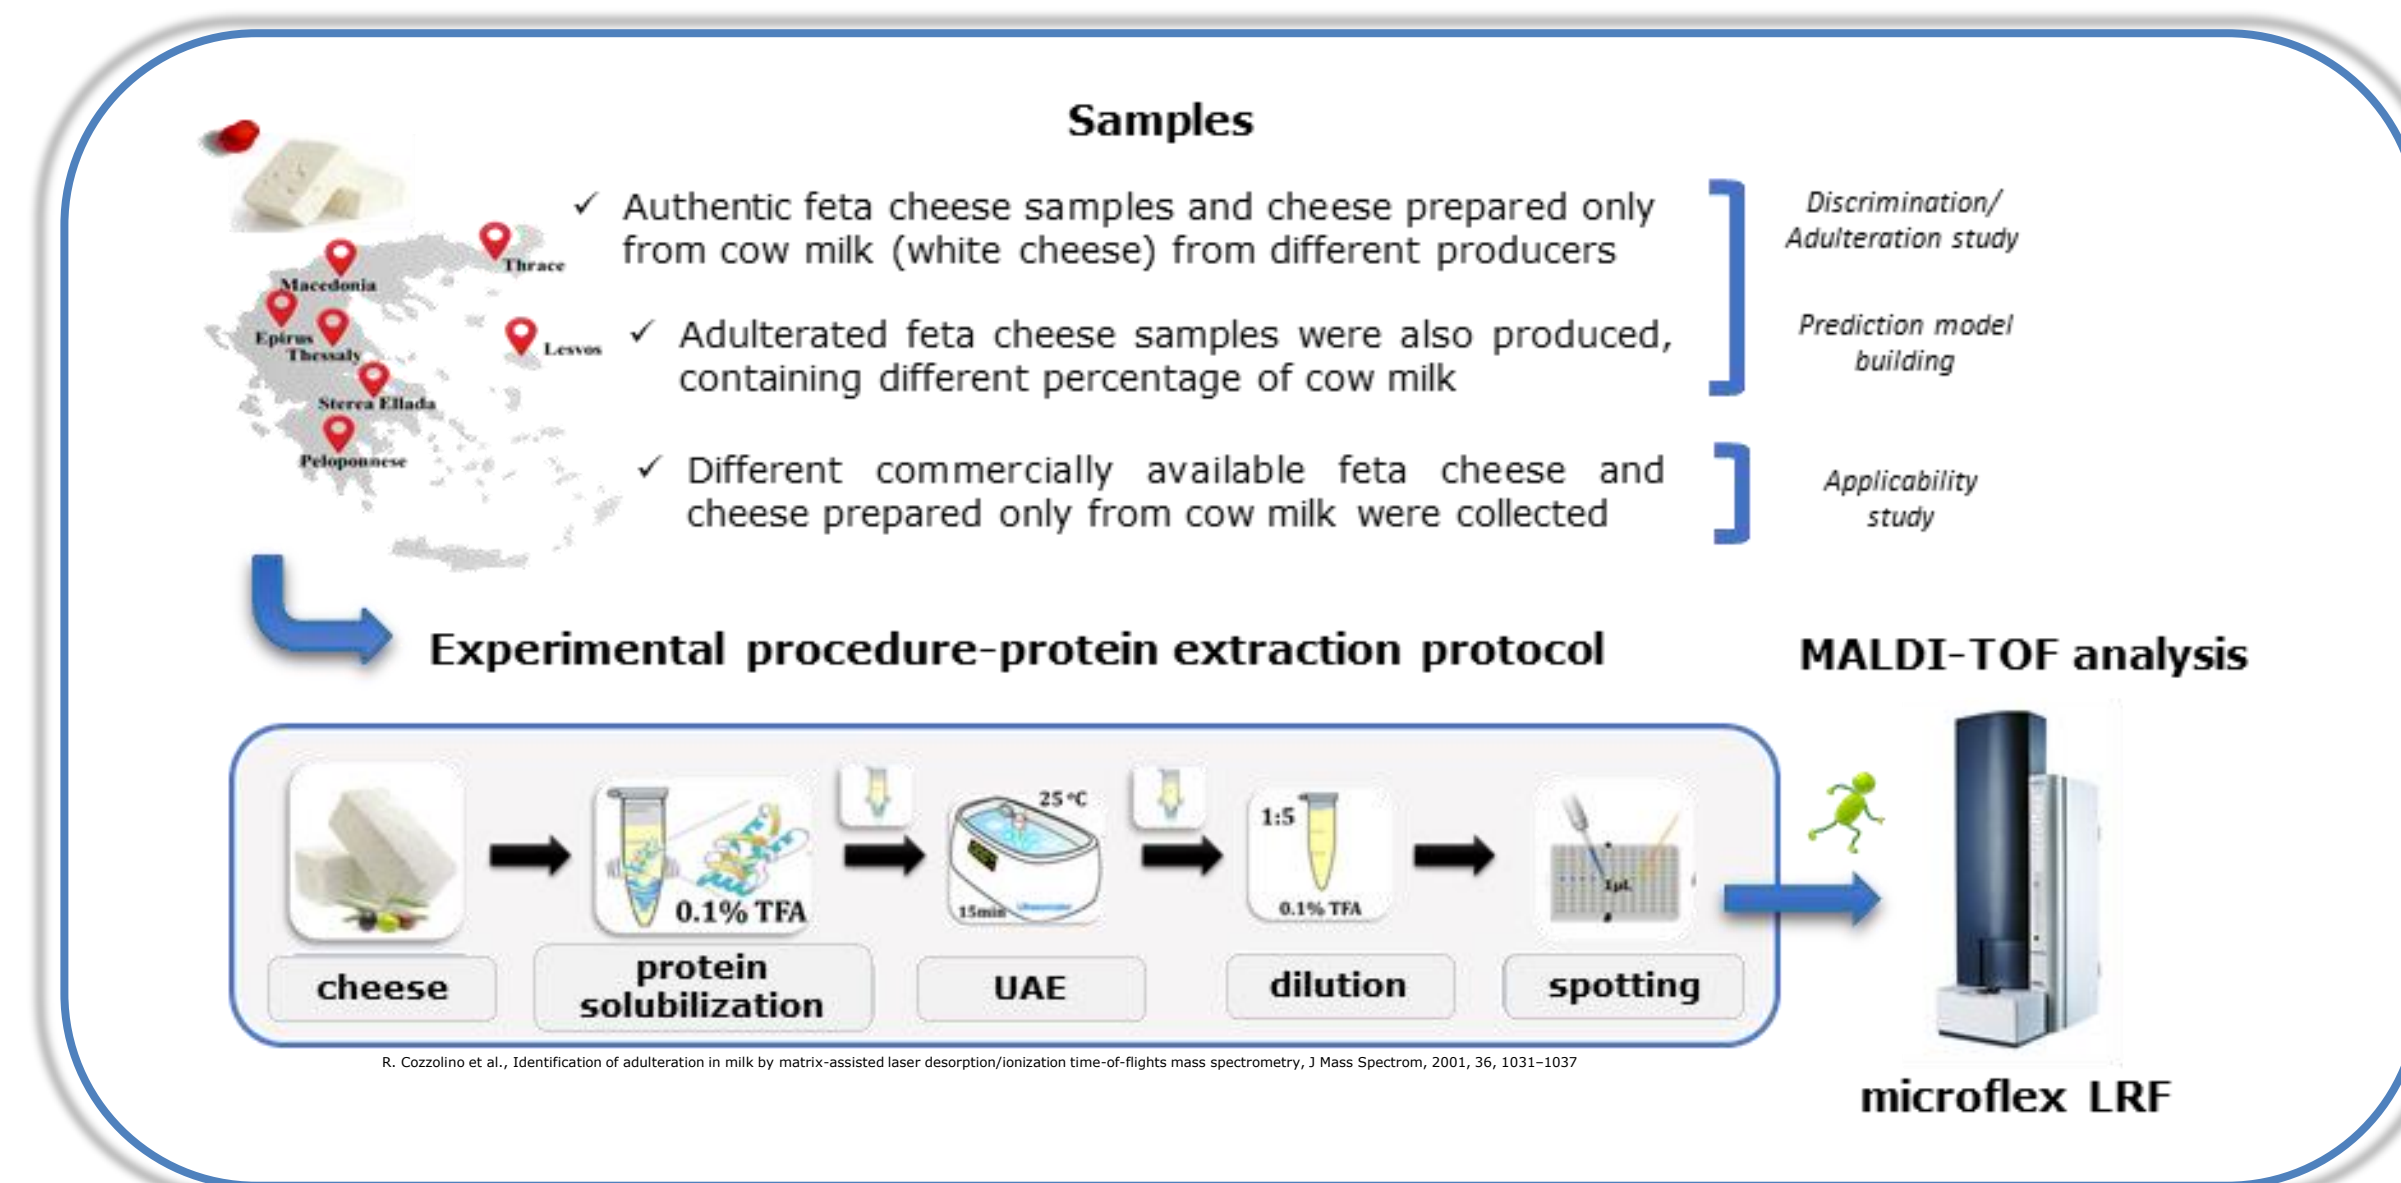 Samples
✓ Authentic feta cheese samples and cheese prepared only
from cow milk (white cheese) from different producers
Discrimination/
Adulteration study
✓ Adulterated feta cheese samples were also produced,
containing different percentage of cow milk
Prediction model
building
✓ Different commercially available feta cheese and
cheese prepared only from cow milk were collected
Applicability
study
Thrace
Macedonia
Epirus
Thessaly
Lesvos
Sterea Ellada
Peloponnese
Experimental procedure-protein extraction protocol
MALDI-TOF analysis
0.1% TFA
25 °C
15min
1:5
0.1% TFA
1μL
cheese
protein
solubilization
UAE
dilution
spotting
R. Cozzolino et al., Identification of adulteration in milk by matrix-assisted laser desorption/ionization time-of-flights mass spectrometry, J Mass Spectrom, 2001, 36, 1031–1037
microflex LRF